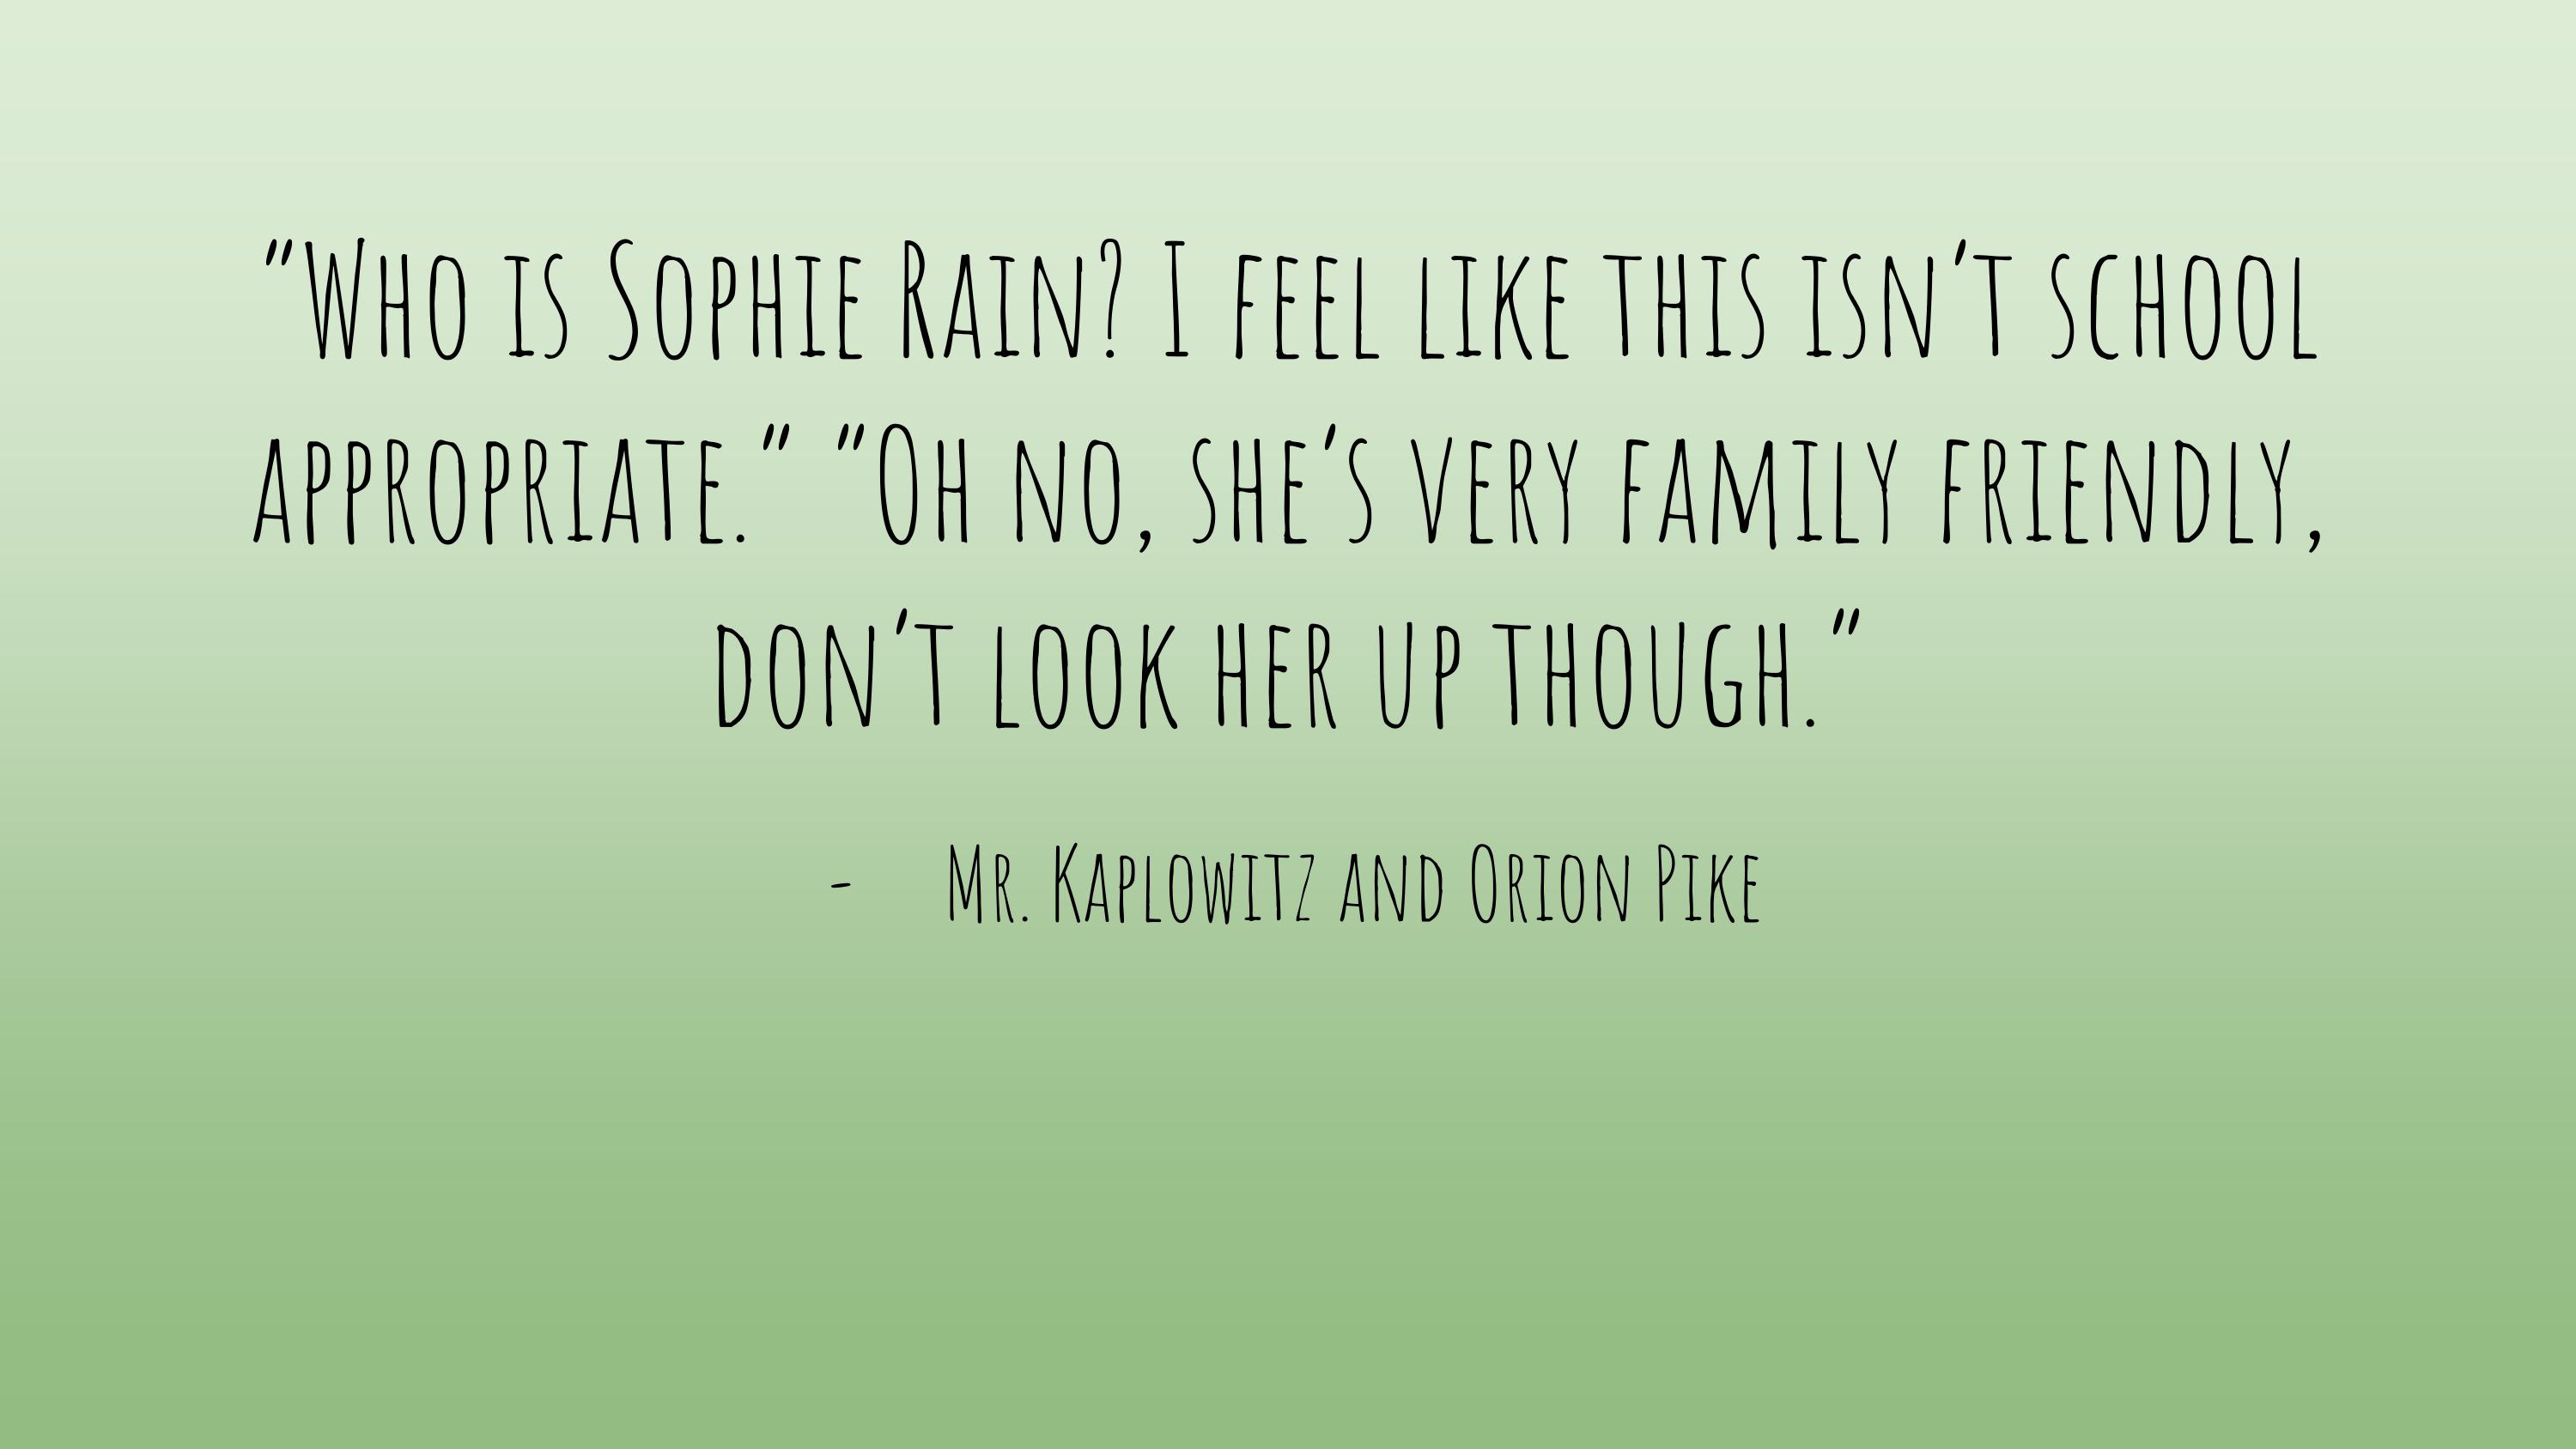 "Who is Sophie Rain? I feel like this isn't school
appropriate." "Oh no, she's very family friendly,
don't look her up though."
- Mr. Kaplowitz and Orion Pike